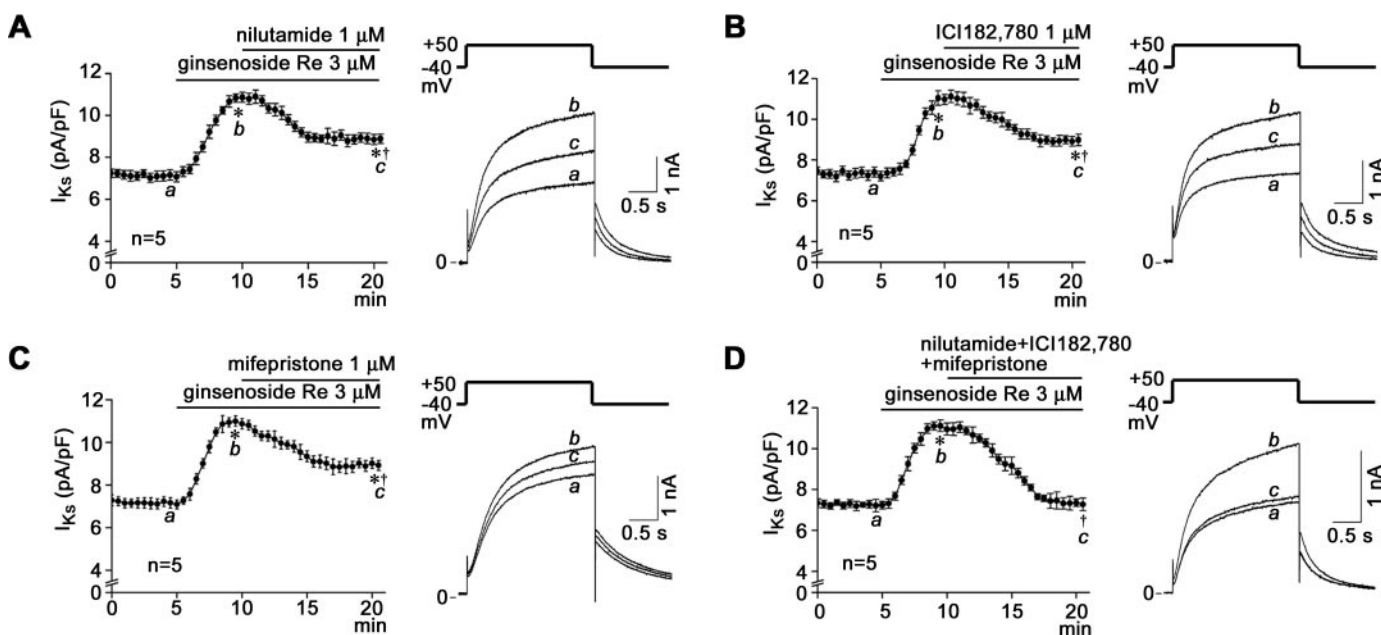 A
nilutamide 1 μM
ginsenoside Re 3 μM
I_Ks (pA/pF)
12
10
8
6
4
0
*
b
a
*†
c
n=5
0 5 10 15 20
min
+50
-40
mV
b
c
a
1 nA
0.5 s
0
B
ICI182,780 1 μM
ginsenoside Re 3 μM
I_Ks (pA/pF)
12
10
8
6
4
0
*
b
a
*†
c
n=5
0 5 10 15 20
min
+50
-40
mV
b
c
a
1 nA
0.5 s
0
C
mifepristone 1 μM
ginsenoside Re 3 μM
I_Ks (pA/pF)
12
10
8
6
4
0
*
b
a
*†
c
n=5
0 5 10 15 20
min
+50
-40
mV
b
c
a
1 nA
0.5 s
0
D
nilutamide+ICI182,780
+mifepristone
ginsenoside Re 3 μM
I_Ks (pA/pF)
12
10
8
6
4
0
*
b
a
†
c
n=5
0 5 10 15 20
min
+50
-40
mV
b
c
a
1 nA
0.5 s
0